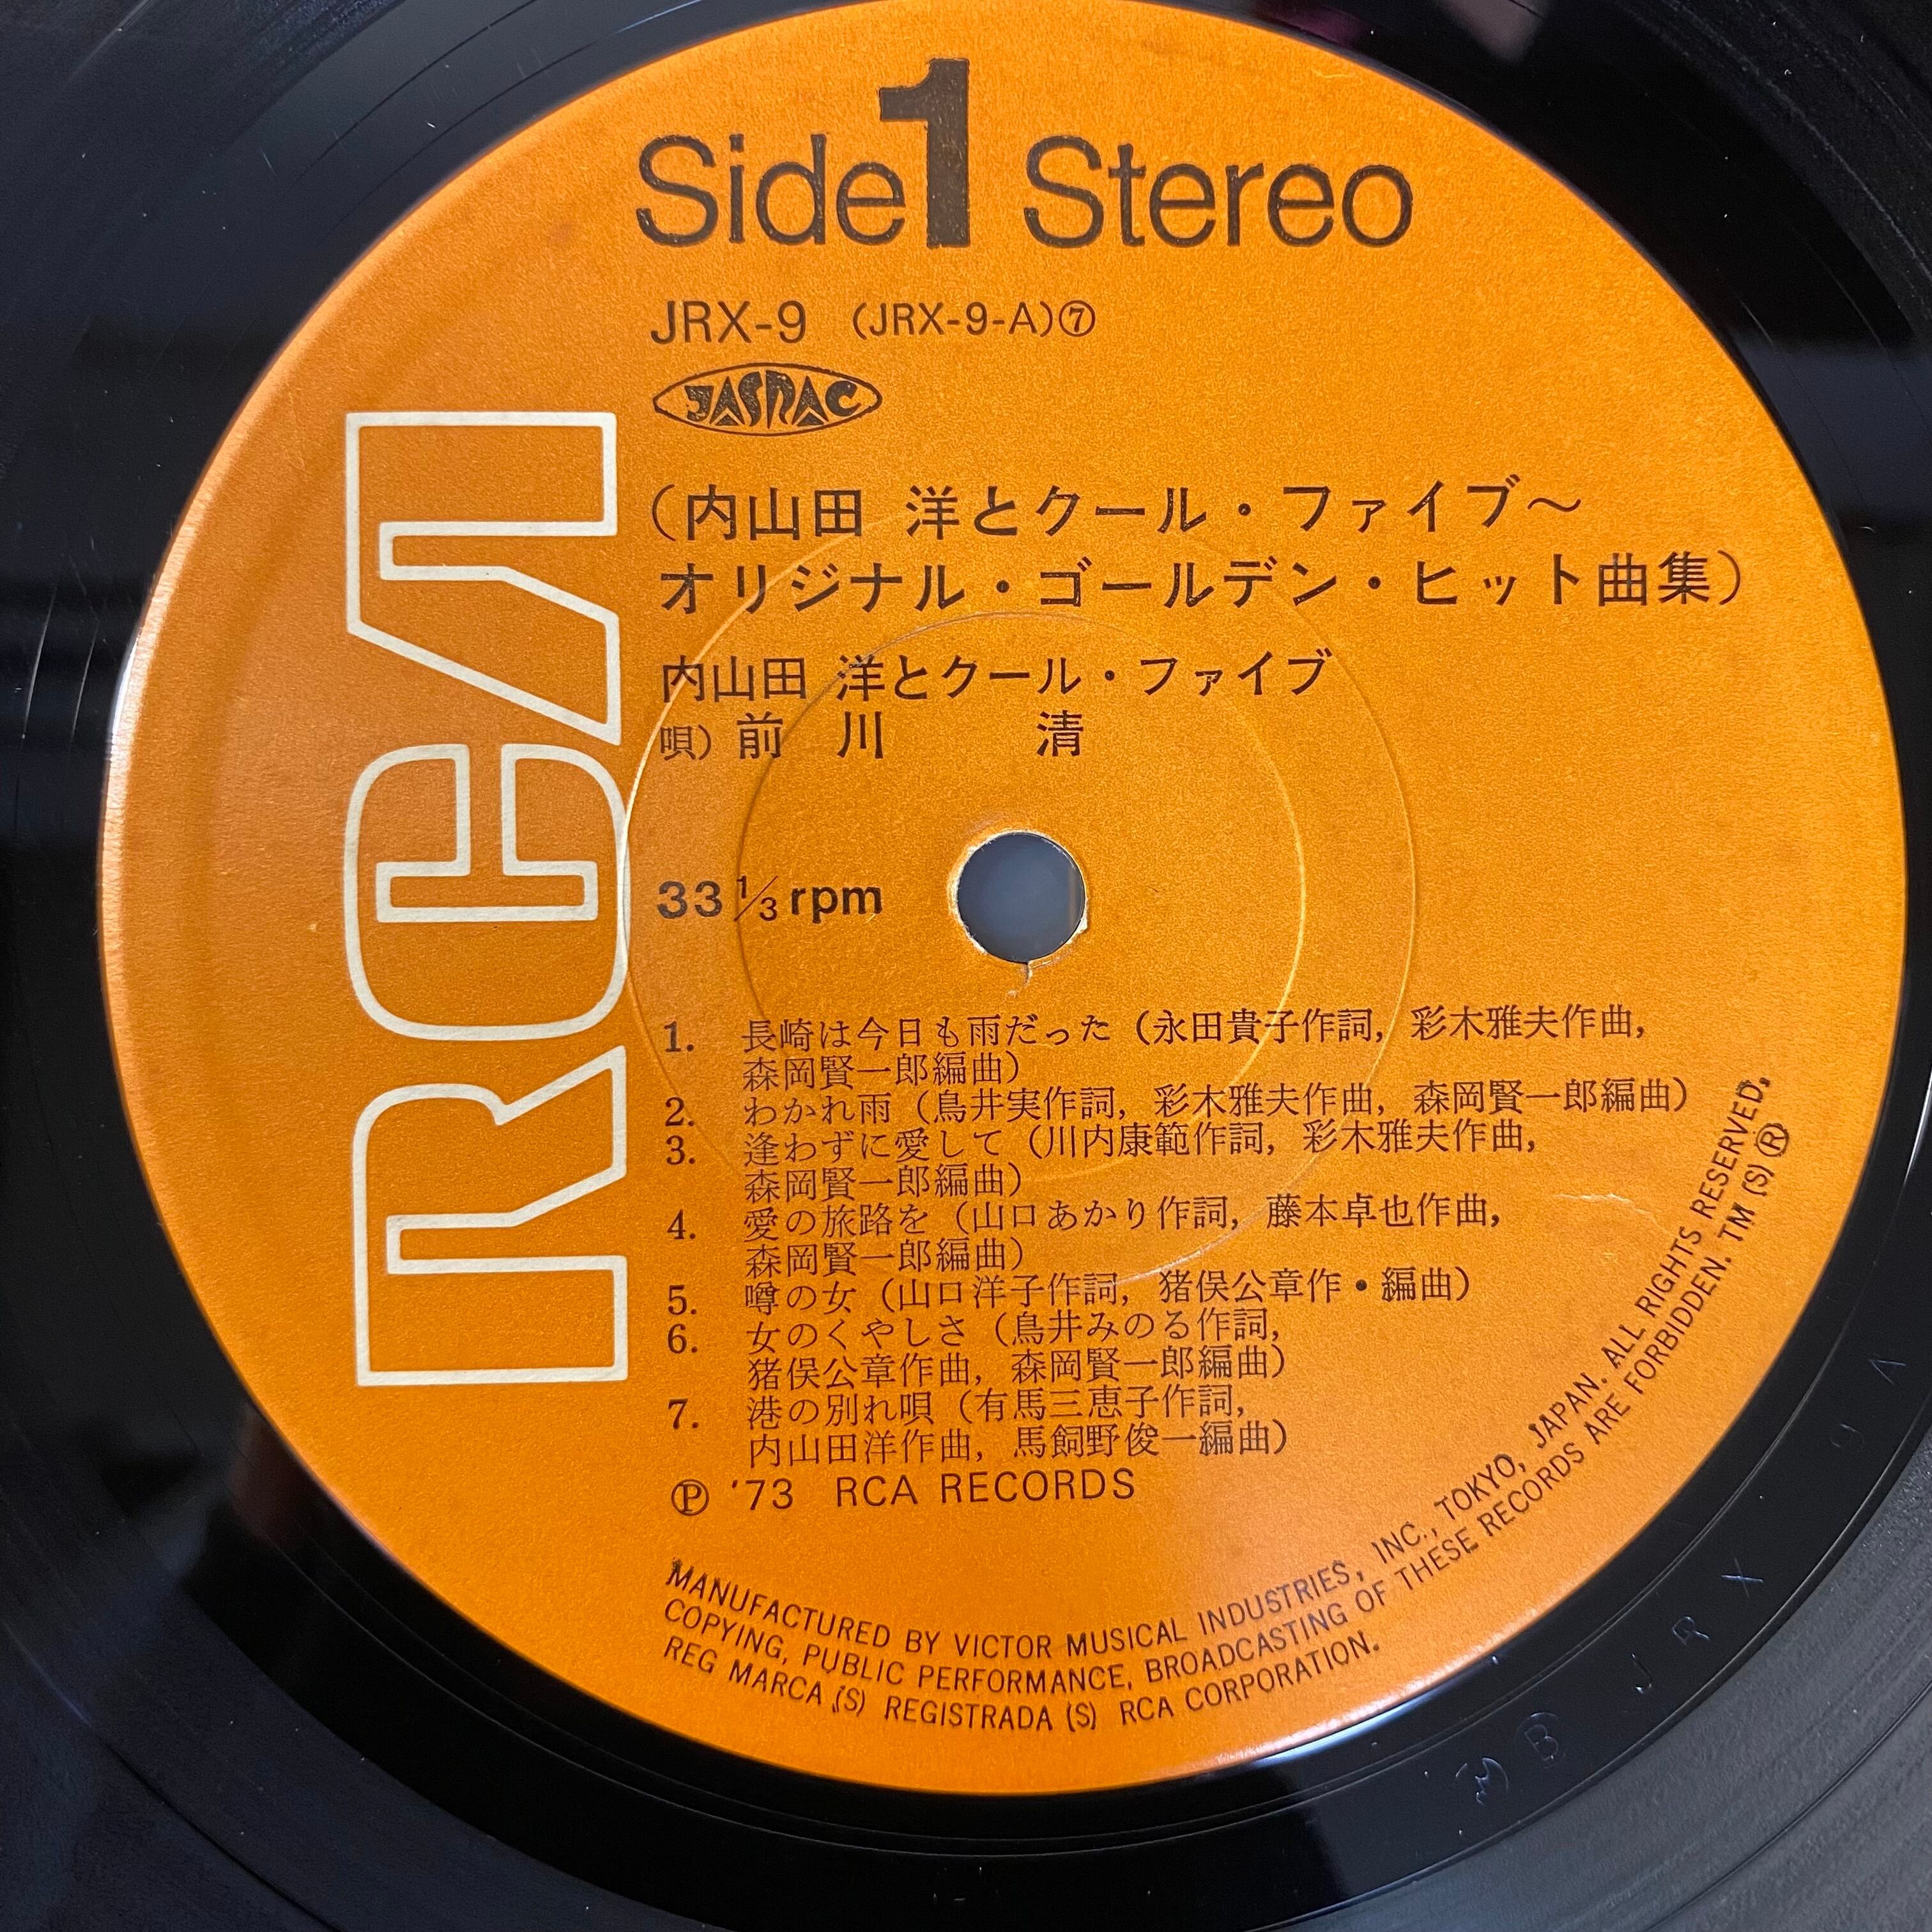 Side 1 Stereo
JRX-9 (JRX-9-A)⑦
JASRAC
(内山田 洋とクール・ファイブ〜
オリジナル・ゴールデン・ヒット曲集)
内山田 洋とクール・ファイブ
唄) 前川 清
RCA
33 1/3 rpm
1. 長崎は今日も雨だった (永田貴子作詞, 彩木雅夫作曲,
森岡賢一郎編曲)
2. わかれ雨 (鳥井実作詞, 彩木雅夫作曲, 森岡賢一郎編曲)
3. 逢わずに愛して (川内康範作詞, 彩木雅夫作曲,
森岡賢一郎編曲)
4. 愛の旅路を (山口あかり作詞, 藤本卓也作曲,
森岡賢一郎編曲)
5. 噂の女 (山口洋子作詞, 猪俣公章作・編曲)
6. 女のくやしさ (鳥井みのる作詞,
猪俣公章作曲, 森岡賢一郎編曲)
7. 港の別れ唄 (有馬三恵子作詞,
内山田洋作曲, 馬飼野俊一編曲)
Ⓟ '73 RCA RECORDS
MANUFACTURED BY VICTOR MUSICAL INDUSTRIES, INC., TOKYO, JAPAN. ALL RIGHTS RESERVED,
COPYING, PUBLIC PERFORMANCE, BROADCASTING OF THESE RECORDS ARE FORBIDDEN. TM (S) ®
REG MARCA (S) REGISTRADA (S) RCA CORPORATION.